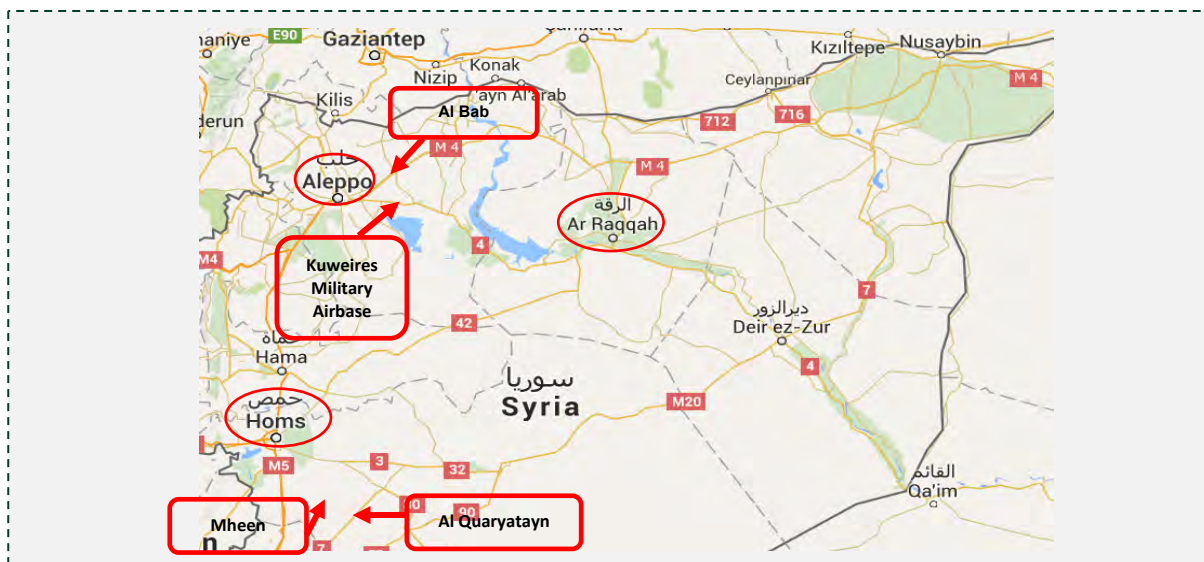 E90
Gaziantep
Nizip
Konak
Kilis
'ayn Al'arab
Kızıltepe
Nusaybin
Ceylanpınar
M 4
712
716
Al Bab
M 4
M 4
حلب
Aleppo
الرقة
Ar Raqqah
4
M4
Kuweires
Military
Airbase
7
42
ديرالزور
Deir ez-Zur
حماة
Hama
4
سوريا
Syria
M20
حمص
Homs
M5
3
32
القائم
Qa'im
Mheen
Al Quaryatayn
90
7